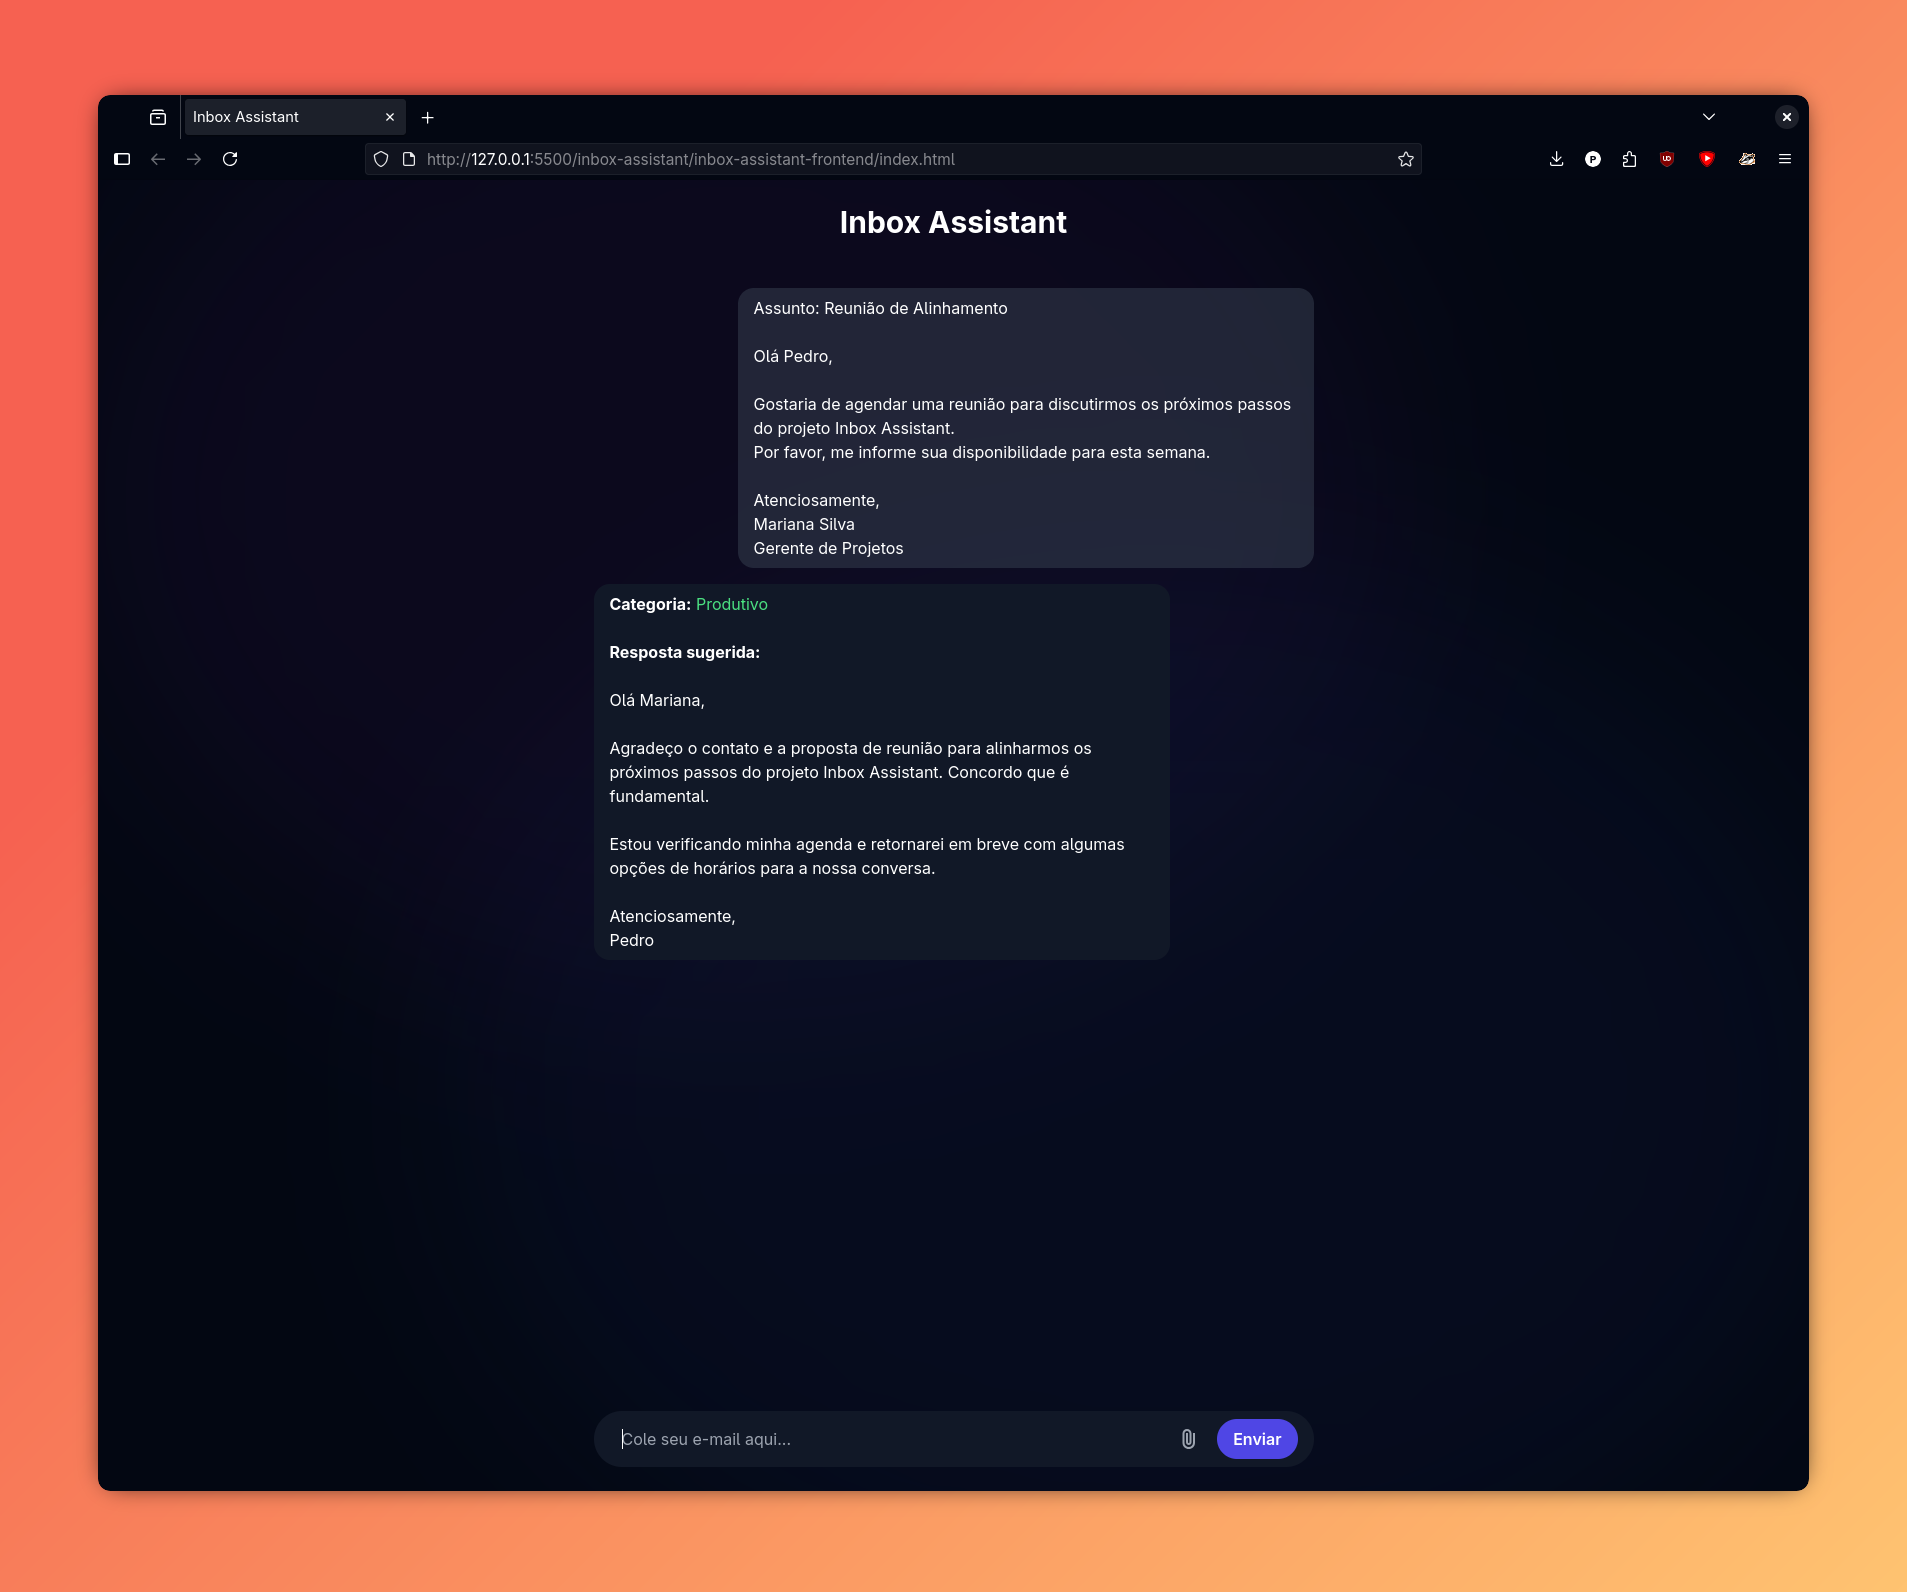 Inbox Assistant
http://127.0.0.1:5500/inbox-assistant/inbox-assistant-frontend/index.html
Inbox Assistant
Assunto: Reunião de Alinhamento
Olá Pedro,
Gostaria de agendar uma reunião para discutirmos os próximos passos
do projeto Inbox Assistant.
Por favor, me informe sua disponibilidade para esta semana.
Atenciosamente,
Mariana Silva
Gerente de Projetos
Categoria: Produtivo
Resposta sugerida:
Olá Mariana,
Agradeço o contato e a proposta de reunião para alinharmos os
próximos passos do projeto Inbox Assistant. Concordo que é
fundamental.
Estou verificando minha agenda e retornarei em breve com algumas
opções de horários para a nossa conversa.
Atenciosamente,
Pedro
Cole seu e-mail aqui...
Enviar